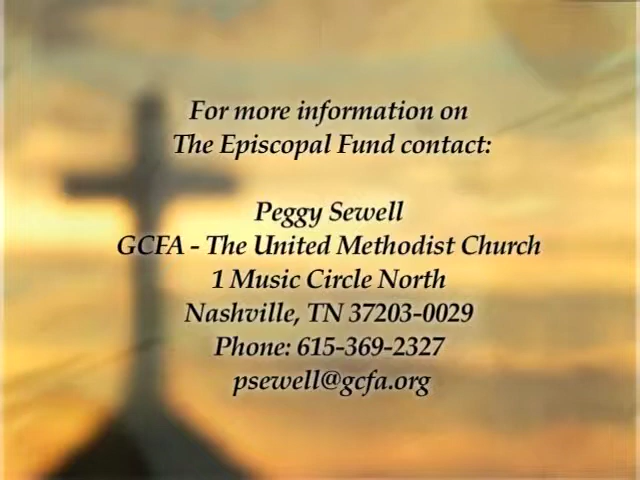 For more information on
The Episcopal Fund contact:
Peggy Sewell
GCFA - The United Methodist Church
1 Music Circle North
Nashville, TN 37203-0029
Phone: 615-369-2327
psewell@gcfa.org